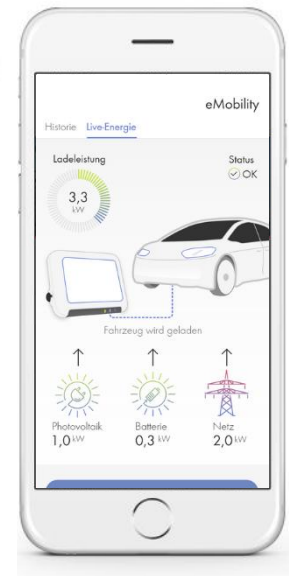 eMobility
Historie Live-Energie
Ladeleistung
Status
3,3
kW
OK
Fahrzeug wird geladen
Photovoltaik
1,0 kW
Batterie
0,3 kW
Netz
2,0 kW